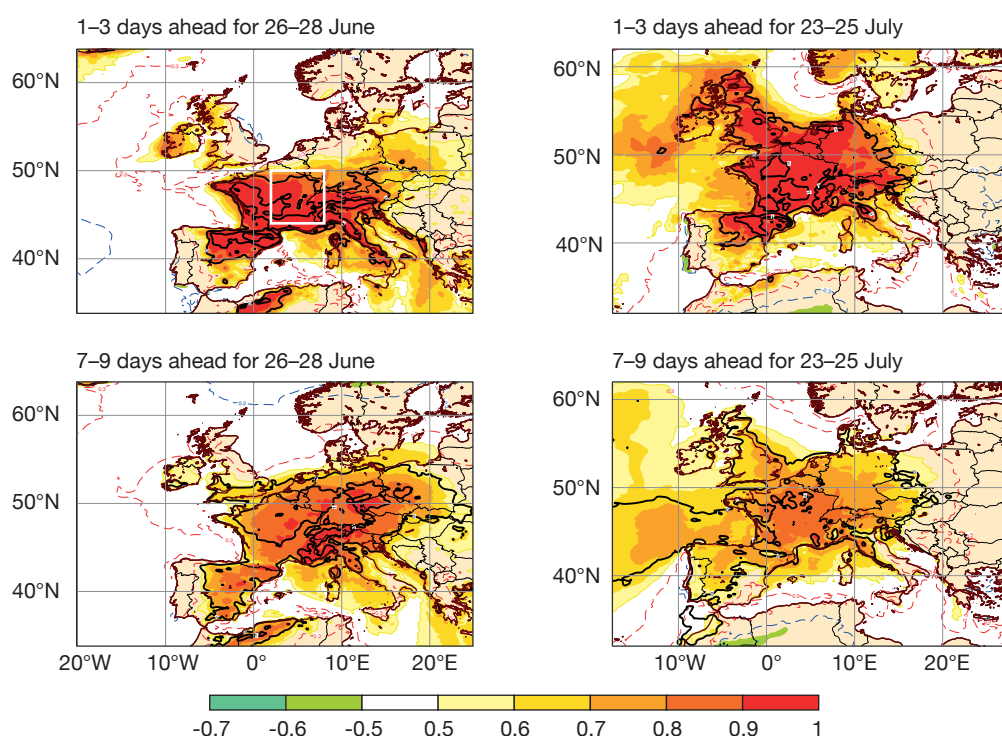 1–3 days ahead for 26–28 June
1–3 days ahead for 23–25 July
60°N
50°N
40°N
60°N
50°N
40°N
7–9 days ahead for 26–28 June
7–9 days ahead for 23–25 July
60°N
50°N
40°N
60°N
50°N
40°N
20°W 10°W 0° 10°E 20°E
10°W 0° 10°E 20°E
-0.7 -0.6 -0.5 0.5 0.6 0.7 0.8 0.9 1